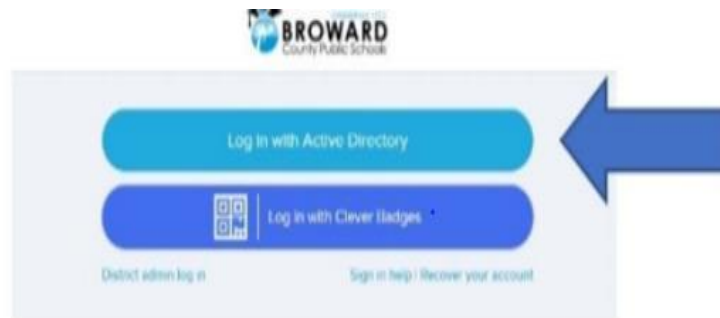 BROWARD
County Public Schools
Log in with Active Directory
Log in with Clever Badges
District admin log in
Sign in help | Recover your account